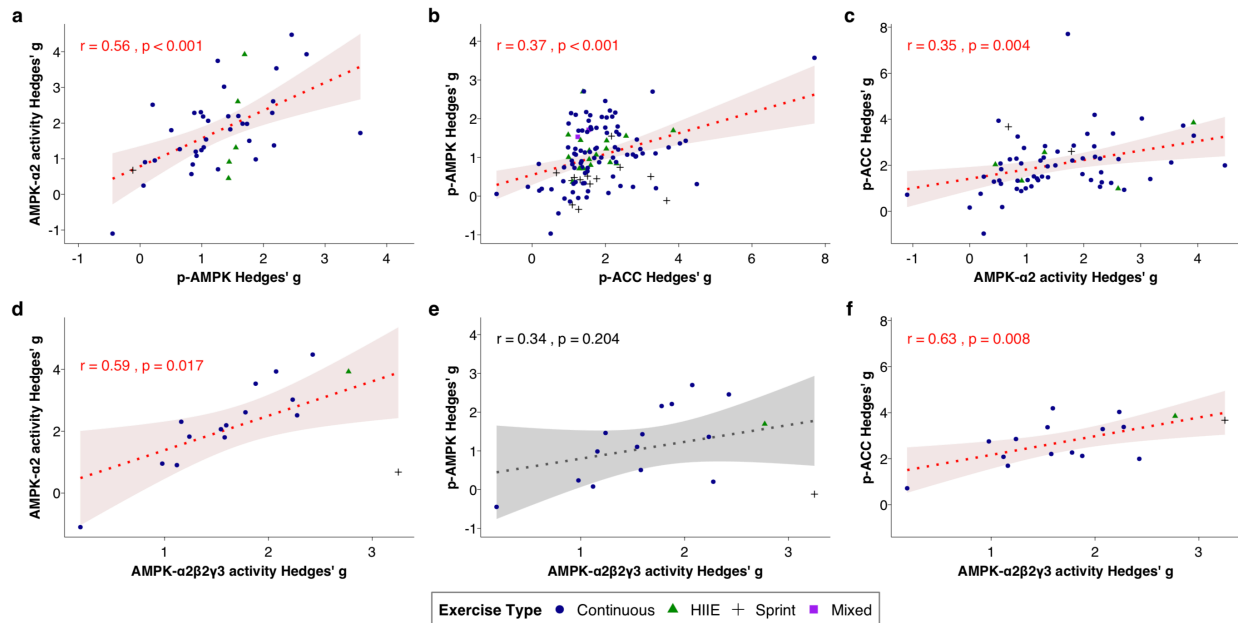 a
r = 0.56 , p < 0.001
AMPK-α2 activity Hedges' g
4
3
2
1
0
-1
-1 0 1 2 3 4
p-AMPK Hedges' g
b
r = 0.37 , p < 0.001
p-AMPK Hedges' g
4
3
2
1
0
-1
0 2 4 6 8
p-ACC Hedges' g
c
r = 0.35 , p = 0.004
p-ACC Hedges' g
8
6
4
2
0
-1 0 1 2 3 4
AMPK-α2 activity Hedges' g
d
r = 0.59 , p = 0.017
AMPK-α2 activity Hedges' g
4
2
0
1 2 3
AMPK-α2β2γ3 activity Hedges' g
e
r = 0.34 , p = 0.204
p-AMPK Hedges' g
4
3
2
1
0
-1
1 2 3
AMPK-α2β2γ3 activity Hedges' g
f
r = 0.63 , p = 0.008
p-ACC Hedges' g
8
6
4
2
0
1 2 3
AMPK-α2β2γ3 activity Hedges' g
Exercise Type Continuous HIIE Sprint Mixed